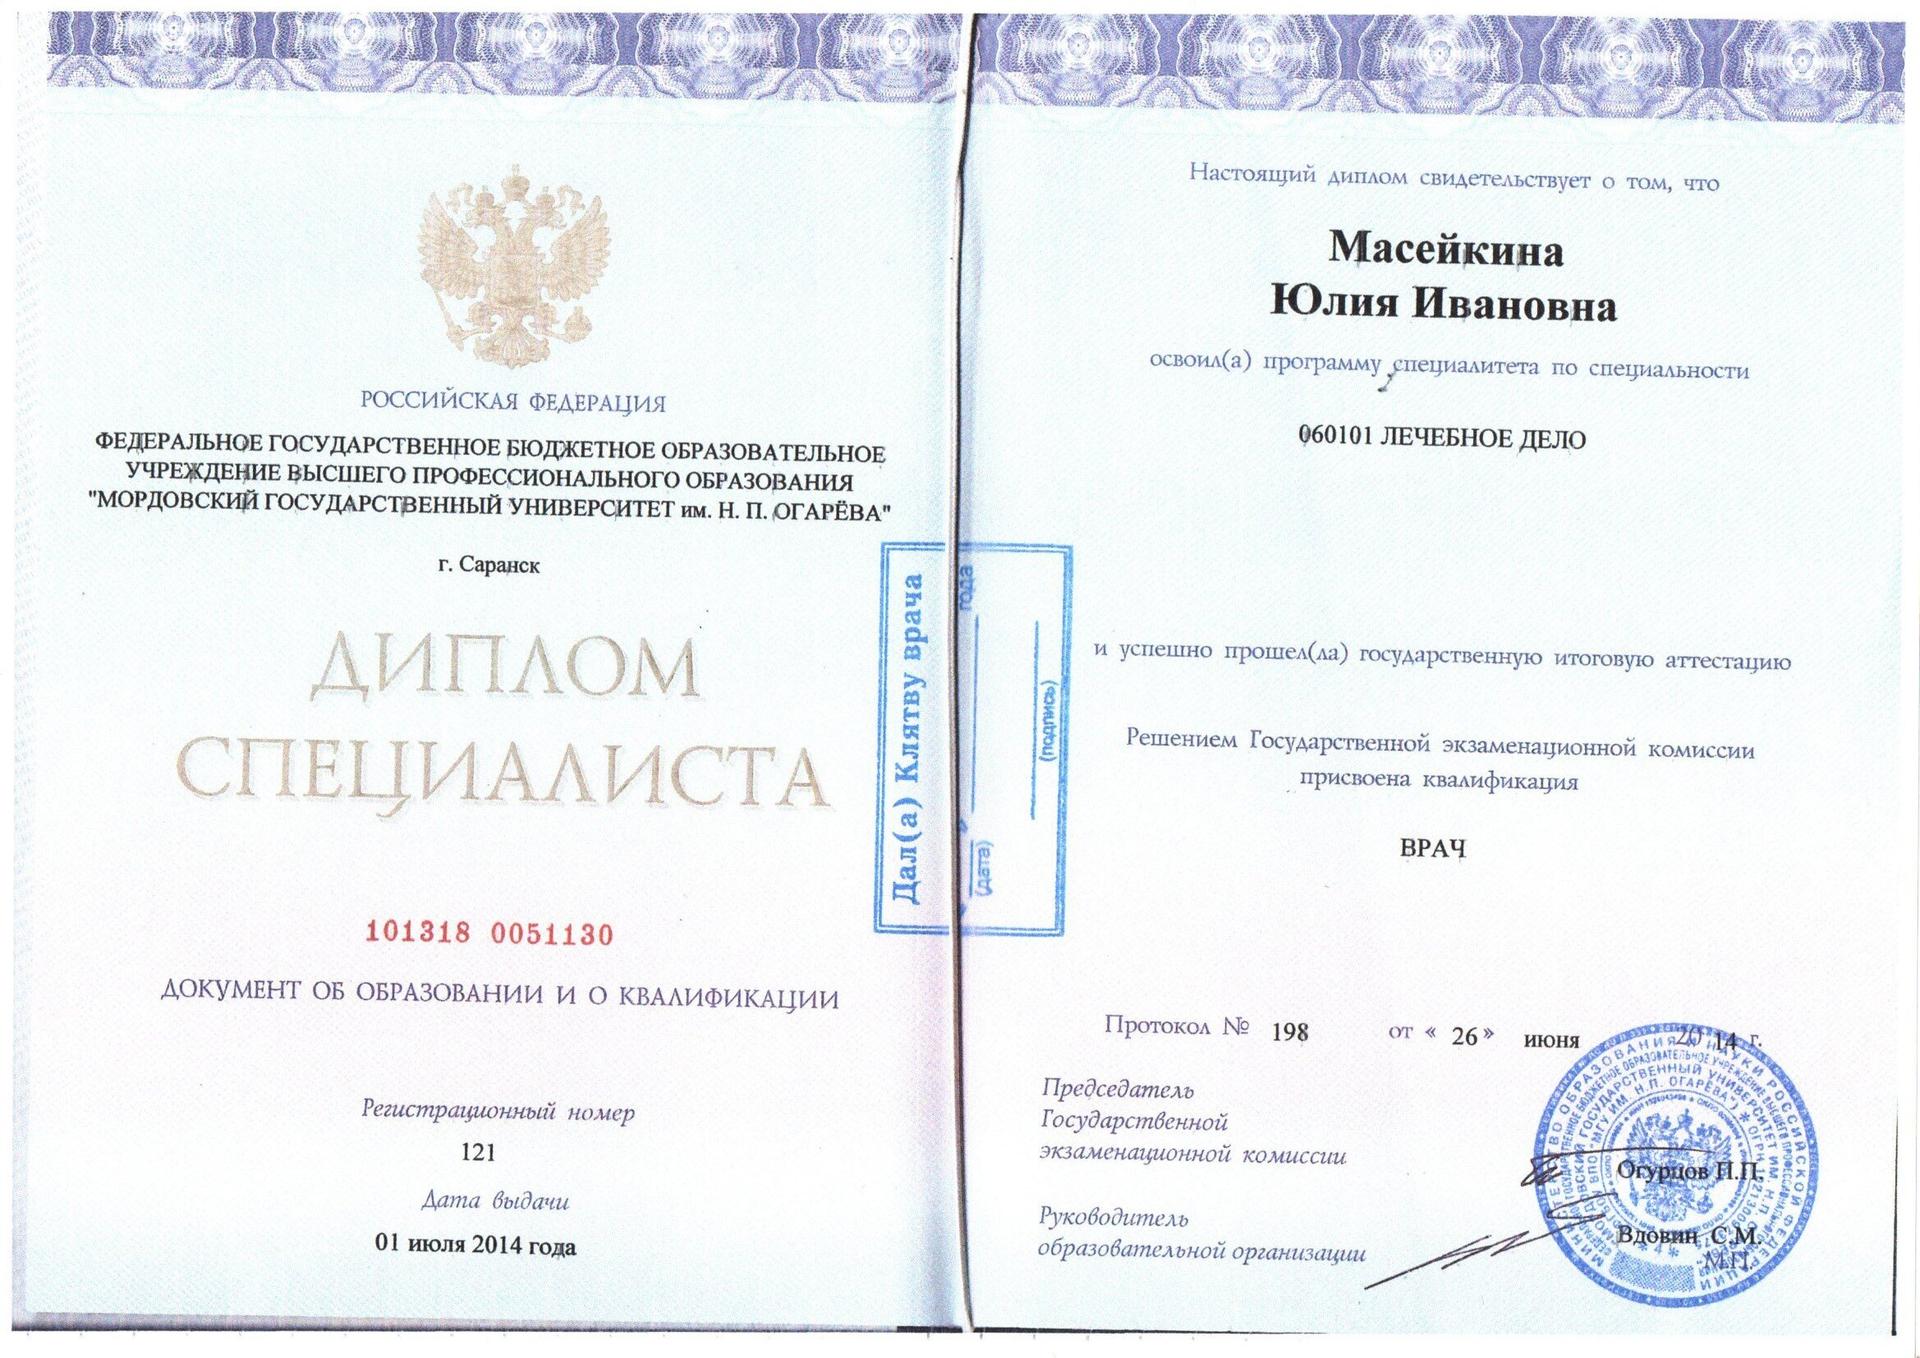 РОССИЙСКАЯ ФЕДЕРАЦИЯ
ФЕДЕРАЛЬНОЕ ГОСУДАРСТВЕННОЕ БЮДЖЕТНОЕ ОБРАЗОВАТЕЛЬНОЕ
УЧРЕЖДЕНИЕ ВЫСШЕГО ПРОФЕССИОНАЛЬНОГО ОБРАЗОВАНИЯ
"МОРДОВСКИЙ ГОСУДАРСТВЕННЫЙ УНИВЕРСИТЕТ им. Н. П. ОГАРЁВА"
г. Саранск
ДИПЛОМ
СПЕЦИАЛИСТА
101318 0051130
ДОКУМЕНТ ОБ ОБРАЗОВАНИИ И О КВАЛИФИКАЦИИ
Регистрационный номер
121
Дата выдачи
01 июля 2014 года
Дал(а) Клятву врача
года
(дата)
(подпись)
Настоящий диплом свидетельствует о том, что
Масейкина
Юлия Ивановна
освоил(а) программу специалитета по специальности
060101 ЛЕЧЕБНОЕ ДЕЛО
и успешно прошел(ла) государственную итоговую аттестацию
Решением Государственной экзаменационной комиссии
присвоена квалификация
ВРАЧ
Протокол № 198 от « 26 » июня 2014 г.
Председатель
Государственной
экзаменационной комиссии
Огурцов П.П.
Руководитель
образовательной организации
Вдовин С.М.
М.П.